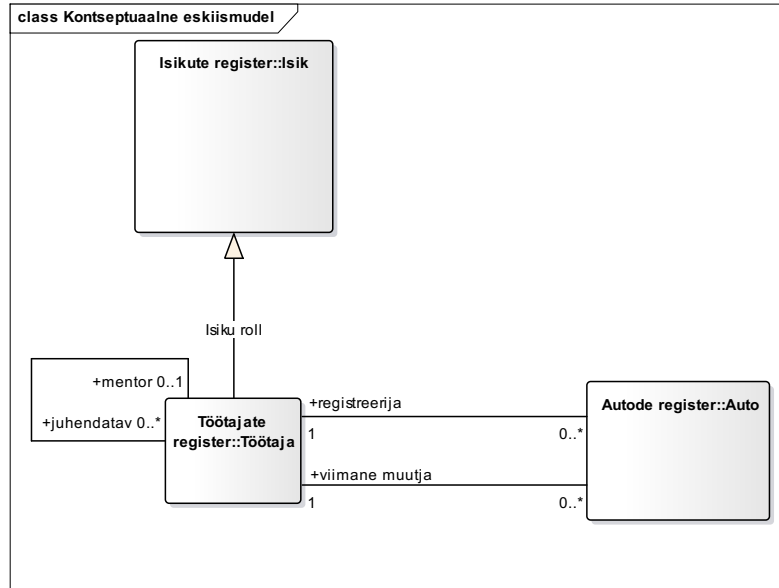 class Kontseptuaalne eskiismudel
Isikute register::Isik
Isiku roll
+mentor 0..1
+juhendatav 0..*
Töötajate
register::Töötaja
+registreerija
1
0..*
+viimane muutja
1
0..*
Autode register::Auto